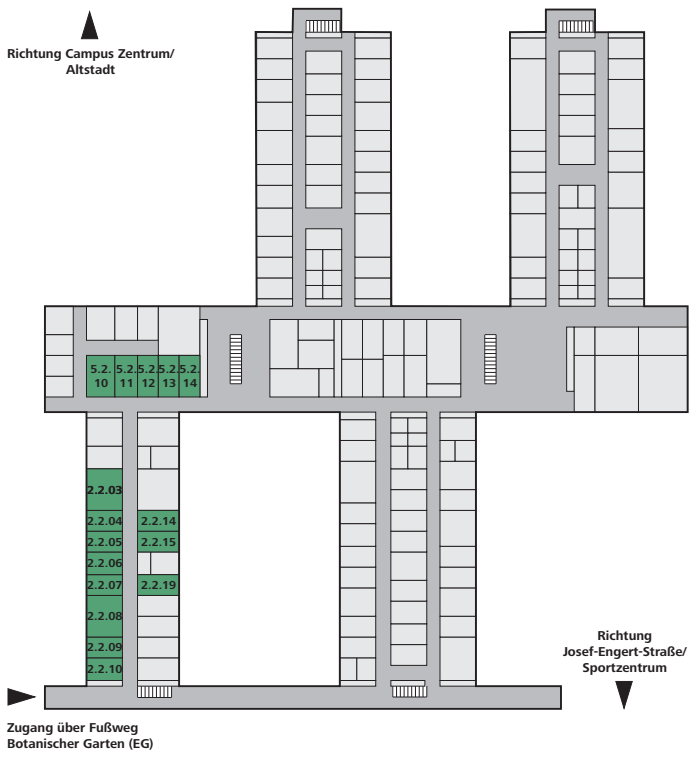 Richtung Campus Zentrum/
Altstadt
5.2. 5.2. 5.2. 5.2. 5.2.
10 11 12 13 14
2.2.03
2.2.04 2.2.14
2.2.05 2.2.15
2.2.06
2.2.07 2.2.19
2.2.08
2.2.09
2.2.10
Richtung
Josef-Engert-Straße/
Sportzentrum
Zugang über Fußweg
Botanischer Garten (EG)